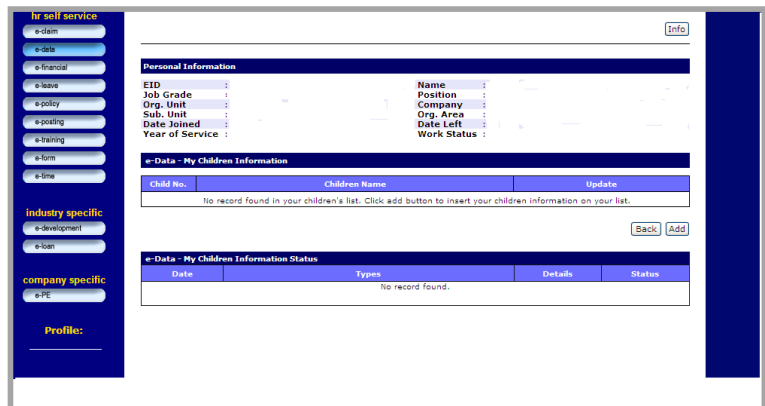 hr self service
e-claim
e-data
e-financial
e-leave
e-policy
e-posting
e-training
e-form
e-time
industry specific
e-development
e-loan
company specific
e-PE
Profile:
Info
Personal Information
EID : Name :
Job Grade : Position :
Org. Unit : Company :
Sub. Unit : Org. Area :
Date Joined : Date Left :
Year of Service : Work Status :
e-Data - My Children Information
Child No. Children Name Update
No record found in your children's list. Click add button to insert your children information on your list.
Back Add
e-Data - My Children Information Status
Date Types Details Status
No record found.